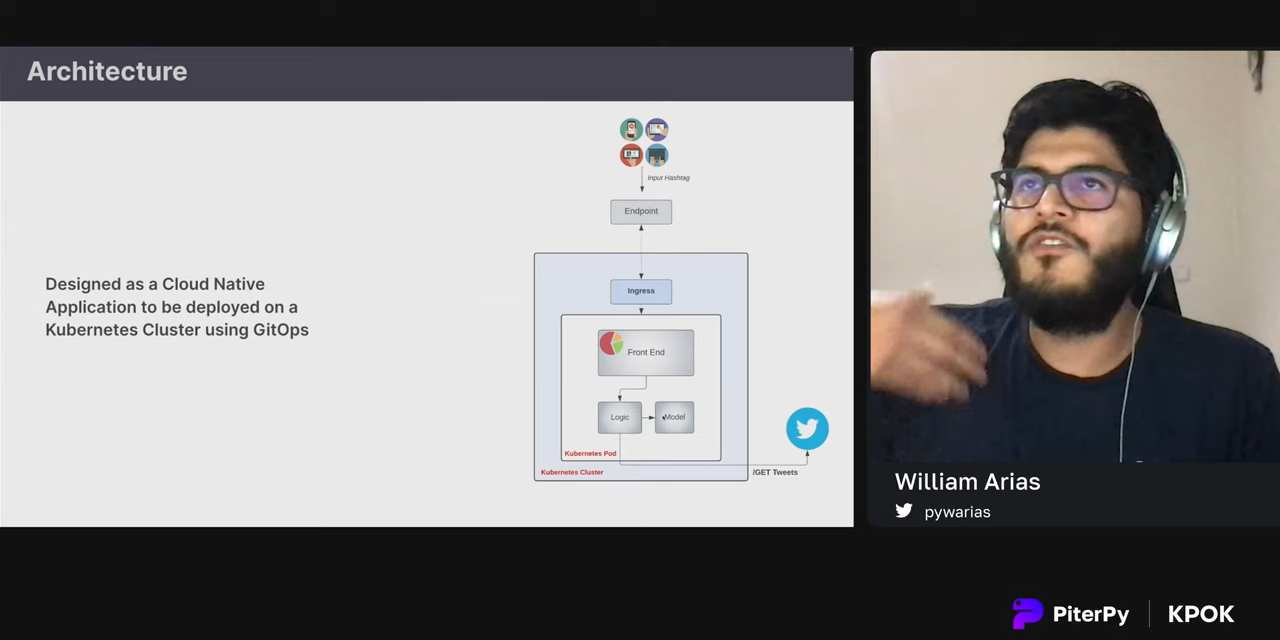 Architecture
Input Hashtag
Endpoint
Designed as a Cloud Native
Application to be deployed on a
Kubernetes Cluster using GitOps
Ingress
Front End
Logic
Model
Kubernetes Pod
Kubernetes Cluster
/GET Tweets
William Arias
pywarias
PiterPy
КРОК